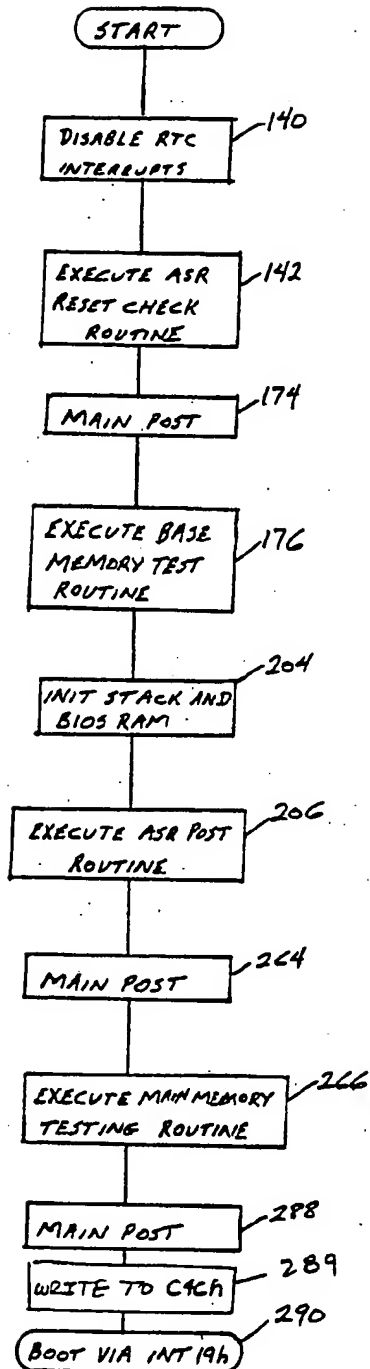 START
140
DISABLE RTC
INTERRUPTS
142
EXECUTE ASR
RESET CHECK
ROUTINE
174
MAIN POST
176
EXECUTE BASE
MEMORY TEST
ROUTINE
204
INIT STACK AND
BIOS RAM
206
EXECUTE ASR POST
ROUTINE
264
MAIN POST
266
EXECUTE MAIN MEMORY
TESTING ROUTINE
288
MAIN POST
289
WRITE TO C4Ch
290
BOOT VIA INT 19h